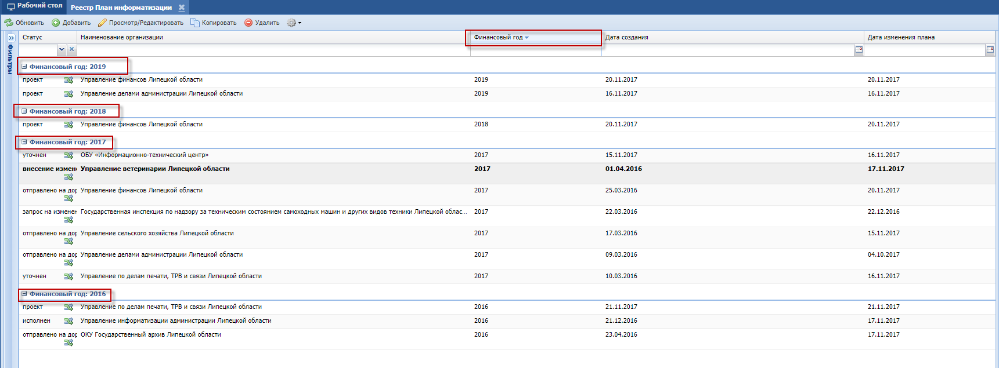 Рабочий стол Реестр План информатизации
Обновить Добавить Просмотр/Редактировать Копировать Удалить
Фильтры
Статус Наименование организации Финансовый год Дата создания Дата изменения плана
Финансовый год: 2019
проект Управление финансов Липецкой области 2019 20.11.2017 20.11.2017
проект Управление делами администрации Липецкой области 2019 16.11.2017 16.11.2017
Финансовый год: 2018
проект Управление финансов Липецкой области 2018 20.11.2017 20.11.2017
Финансовый год: 2017
уточнен ОБУ «Информационно-технический центр» 2017 15.11.2017 16.11.2017
внесение измене Управление ветеринарии Липецкой области 2017 01.04.2016 17.11.2017
отправлено на дор Управление финансов Липецкой области 2017 25.03.2016 20.11.2017
запрос на изменен Государственная инспекция по надзору за техническим состоянием самоходных машин и других видов техники Липецкой облас... 2017 22.03.2016 22.12.2016
отправлено на дор Управление сельского хозяйства Липецкой области 2017 17.03.2016 15.11.2017
отправлено на дор Управление делами администрации Липецкой области 2017 09.03.2016 04.10.2017
уточнен Управление по делам печати, ТРВ и связи Липецкой области 2017 10.03.2016 16.11.2017
Финансовый год: 2016
проект Управление по делам печати, ТРВ и связи Липецкой области 2016 21.11.2017 21.11.2017
исполнен Управление информатизации администрации Липецкой области 2016 21.12.2016 17.11.2017
отправлено на дор ОКУ Государственный архив Липецкой области 2016 23.04.2016 17.11.2017